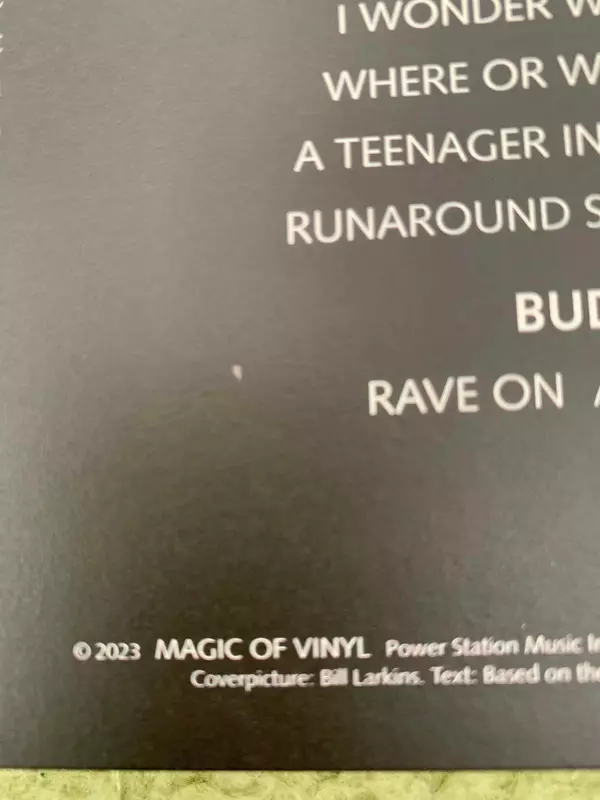 I WONDER W
WHERE OR W
A TEENAGER IN
RUNAROUND S
BUD
RAVE ON A
© 2023 MAGIC OF VINYL Power Station Music In
Coverpicture: Bill Larkins. Text: Based on the